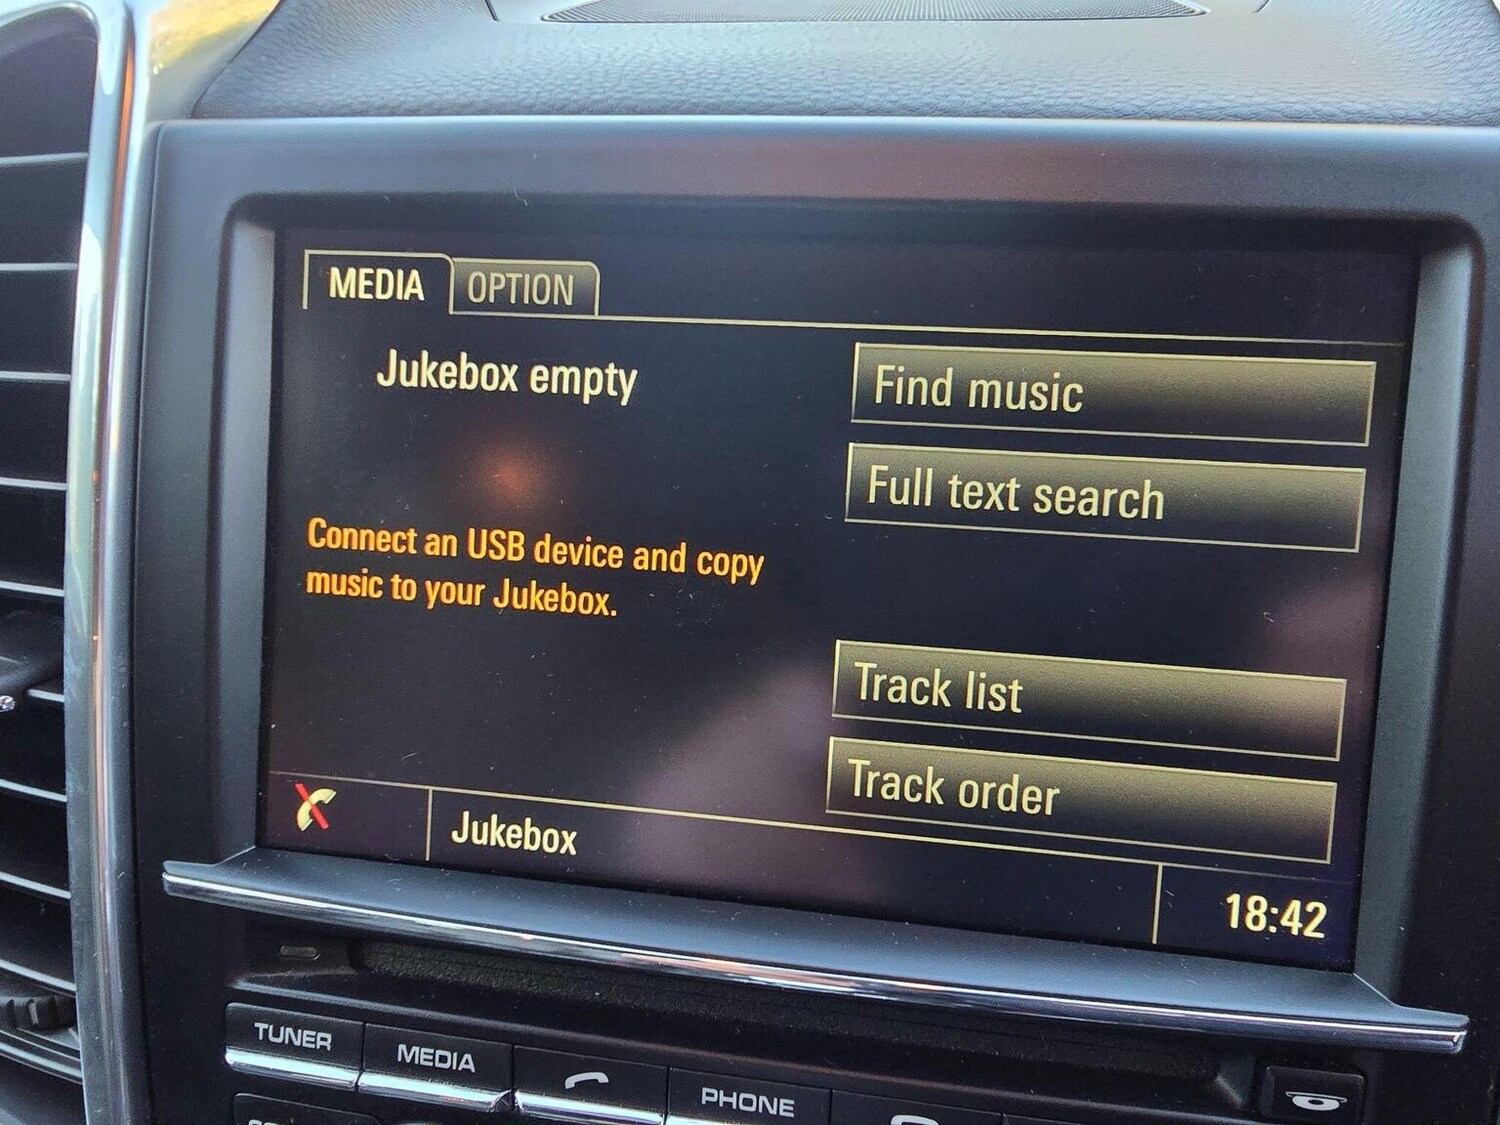 MEDIA
OPTION
Jukebox empty
Find music
Full text search
Connect an USB device and copy
music to your Jukebox.
Track list
Track order
Jukebox
18:42
TUNER
MEDIA
PHONE